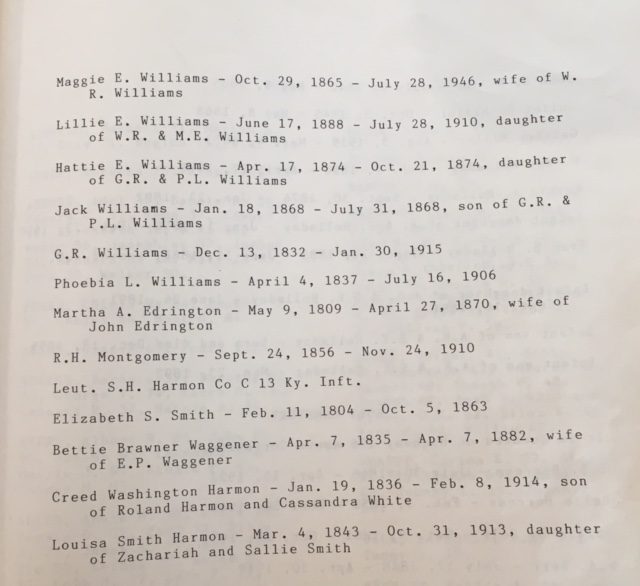 Maggie E. Williams - Oct. 29, 1865 - July 28, 1946, wife of W.
R. Williams
Lillie E. Williams - June 17, 1888 - July 28, 1910, daughter
of W.R. & M.E. Williams
Hattie E. Williams - Apr. 17, 1874 - Oct. 21, 1874, daughter
of G.R. & P.L. Williams
Jack Williams - Jan. 18, 1868 - July 31, 1868, son of G.R. &
P.L. Williams
G.R. Williams - Dec. 13, 1832 - Jan. 30, 1915
Phoebia L. Williams - April 4, 1837 - July 16, 1906
Martha A. Edrington - May 9, 1809 - April 27, 1870, wife of
John Edrington
R.H. Montgomery - Sept. 24, 1856 - Nov. 24, 1910
Leut. S.H. Harmon Co C 13 Ky. Inft.
Elizabeth S. Smith - Feb. 11, 1804 - Oct. 5, 1863
Bettie Brawner Waggener - Apr. 7, 1835 - Apr. 7, 1882, wife
of E.P. Waggener
Creed Washington Harmon - Jan. 19, 1836 - Feb. 8, 1914, son
of Roland Harmon and Cassandra White
Louisa Smith Harmon - Mar. 4, 1843 - Oct. 31, 1913, daughter
of Zachariah and Sallie Smith